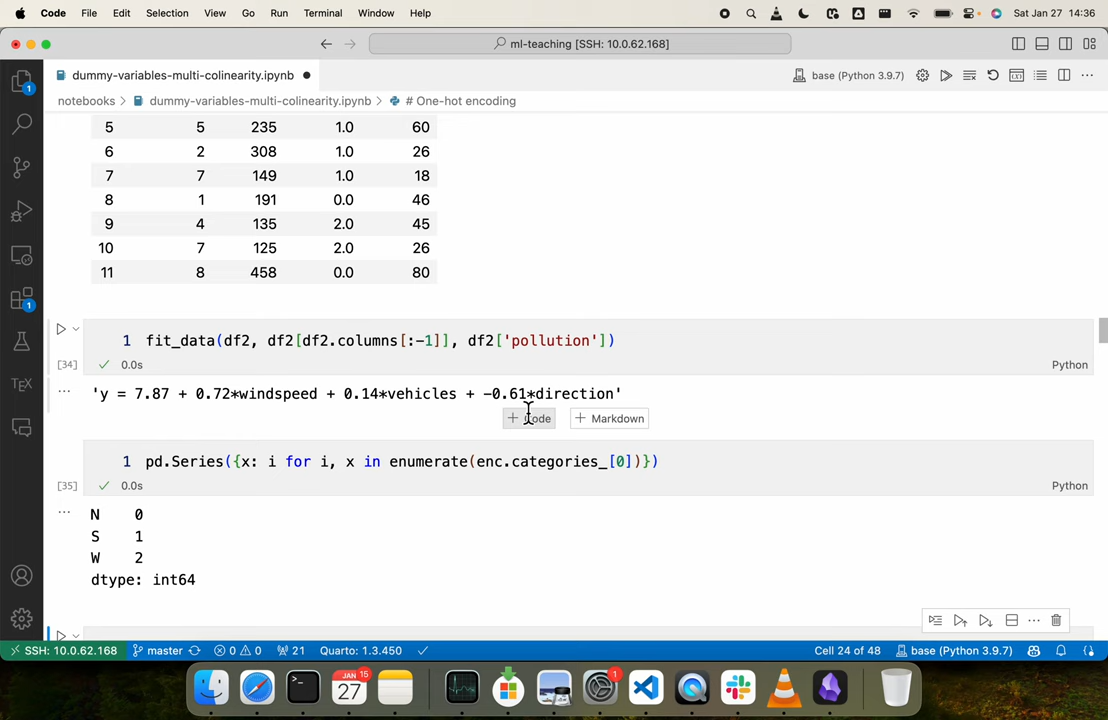 Code File Edit Selection View Go Run Terminal Window Help Sat Jan 27 14:36
ml-teaching [SSH: 10.0.62.168]
dummy-variables-multi-colinearity.ipynb base (Python 3.9.7)
notebooks > dummy-variables-multi-colinearity.ipynb > # One-hot encoding
5 5 235 1.0 60
6 2 308 1.0 26
7 7 149 1.0 18
8 1 191 0.0 46
9 4 135 2.0 45
10 7 125 2.0 26
11 8 458 0.0 80
1 fit_data(df2, df2[df2.columns[:-1]], df2['pollution'])
[34] 0.0s Python
'y = 7.87 + 0.72*windspeed + 0.14*vehicles + -0.61*direction'
+ Code + Markdown
1 pd.Series({x: i for i, x in enumerate(enc.categories_[0])})
[35] 0.0s Python
N 0
S 1
W 2
dtype: int64
SSH: 10.0.62.168 master 0 0 21 Quarto: 1.3.450 Cell 24 of 48 base (Python 3.9.7)
1
1
TEX
JAN 15
27
1